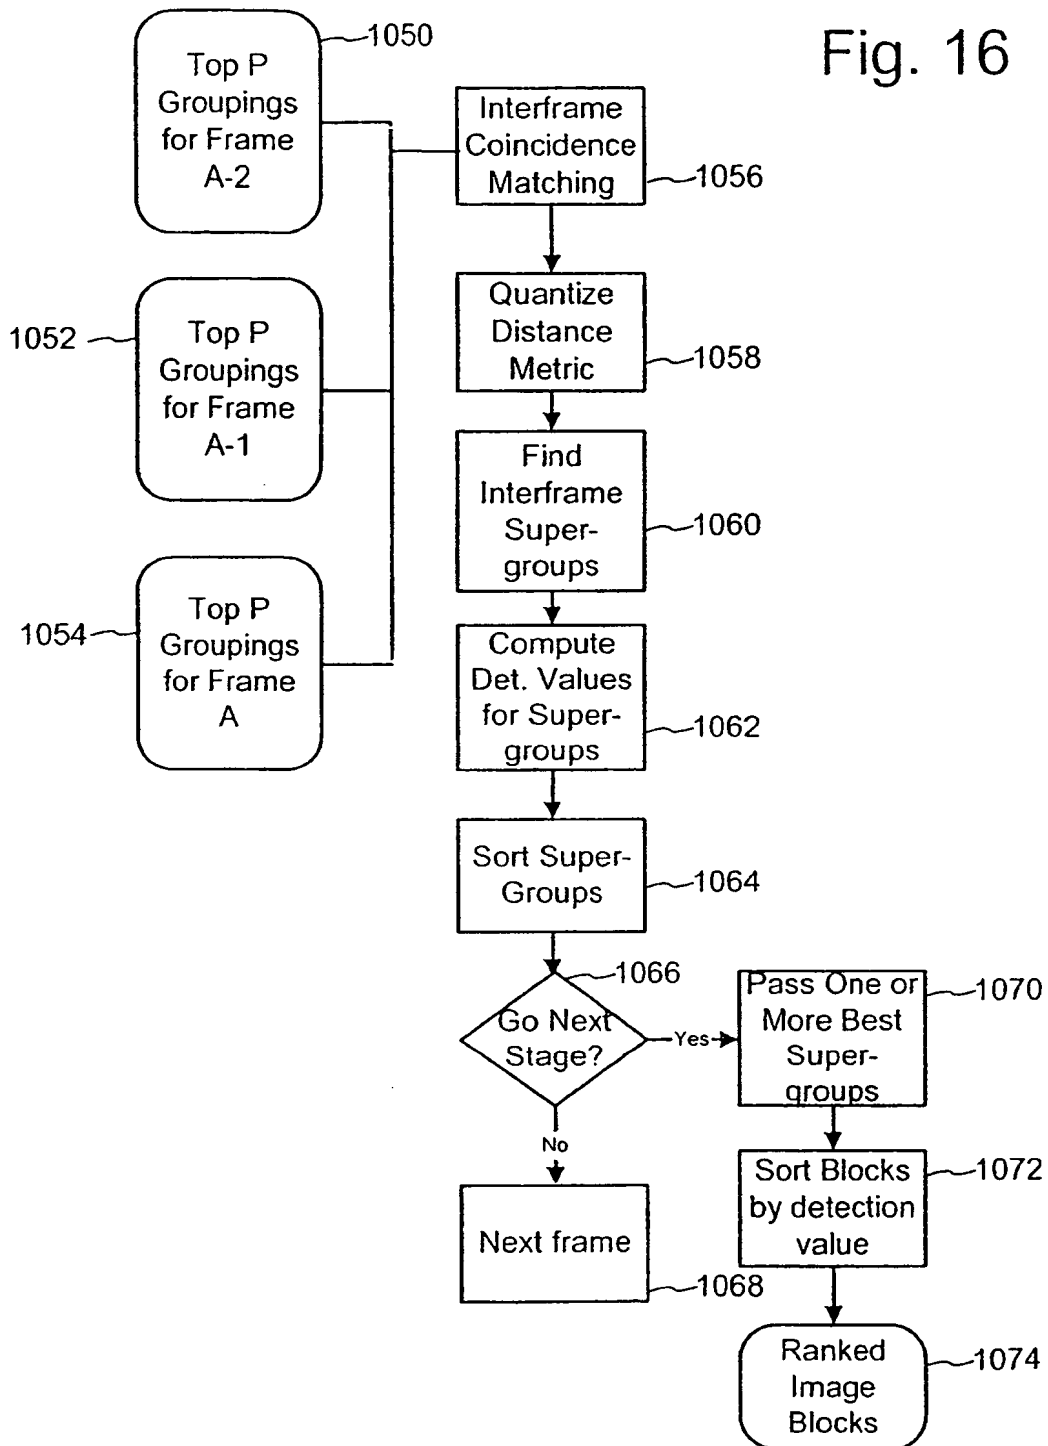 Fig. 16
1050
Top P
Groupings
for Frame
A-2
Interframe
Coincidence
Matching
1056
1052
Top P
Groupings
for Frame
A-1
Quantize
Distance
Metric
1058
Find
Interframe
Super-
groups
1060
1054
Top P
Groupings
for Frame
A
Compute
Det. Values
for Super-
groups
1062
Sort Super-
Groups
1064
1066
Go Next
Stage?
Yes
No
Pass One or
More Best
Super-
groups
1070
Next frame
1068
Sort Blocks
by detection
value
1072
Ranked
Image
Blocks
1074